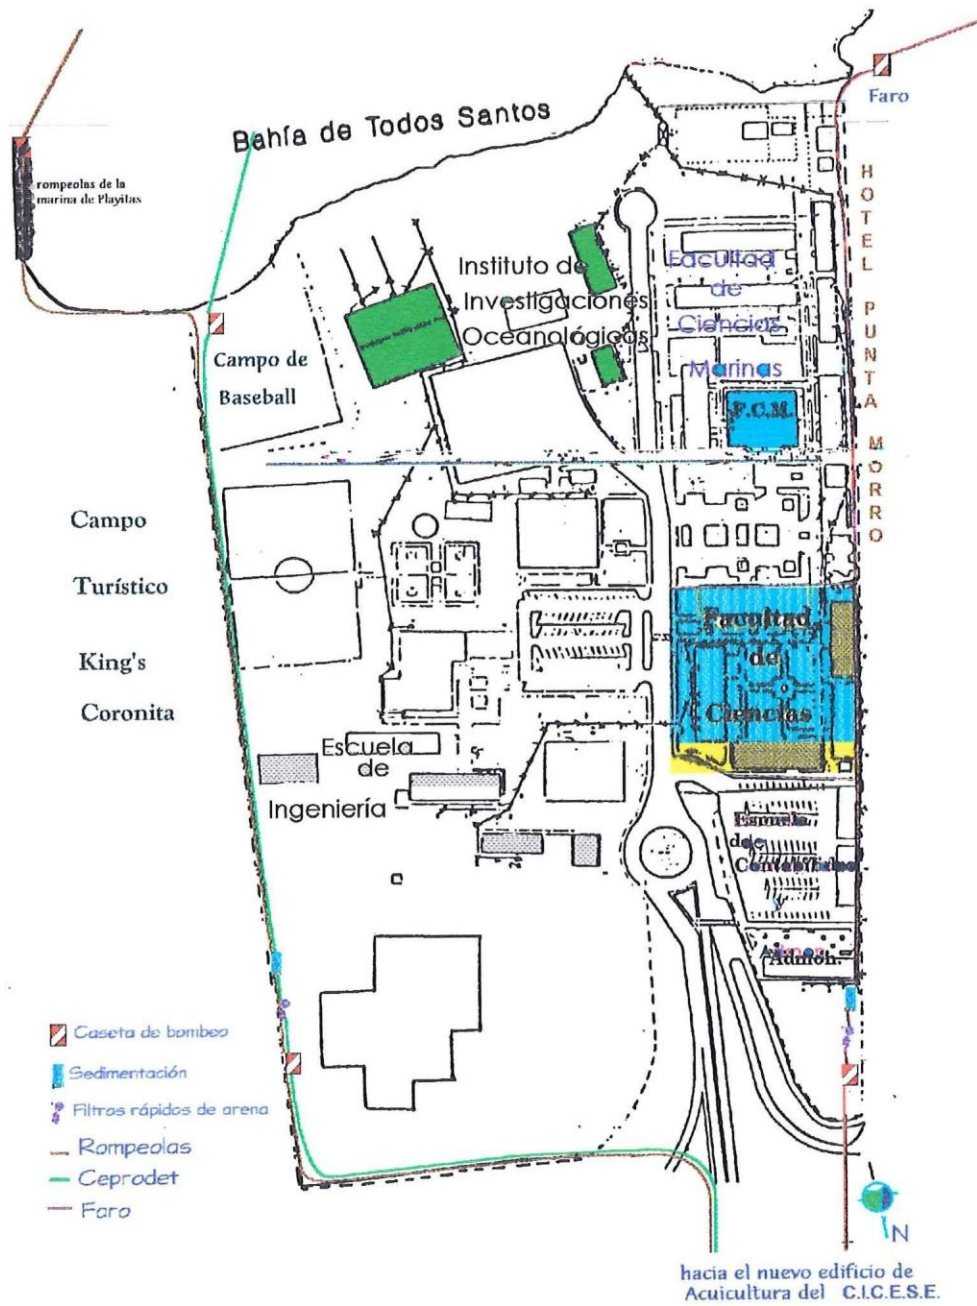 Bahía de Todos Santos
Faro
rompeolas de la
marina de Playitas
HOTEL PUNTA MORRO
Instituto de
Investigaciones
Oceanológicas
Facultad
de
Ciencias
Marinas
F.C.M.
Campo de
Baseball
Campo
Turístico
King's
Coronita
Facultad
de
Ciencias
Escuela
de
Ingeniería
Escuela
de
Contabilidad
y
Admon.
Caseta de bombeo
Sedimentación
Filtros rápidos de arena
Rompeolas
Ceprodet
Faro
N
hacia el nuevo edificio de
Acuicultura del C.I.C.E.S.E.